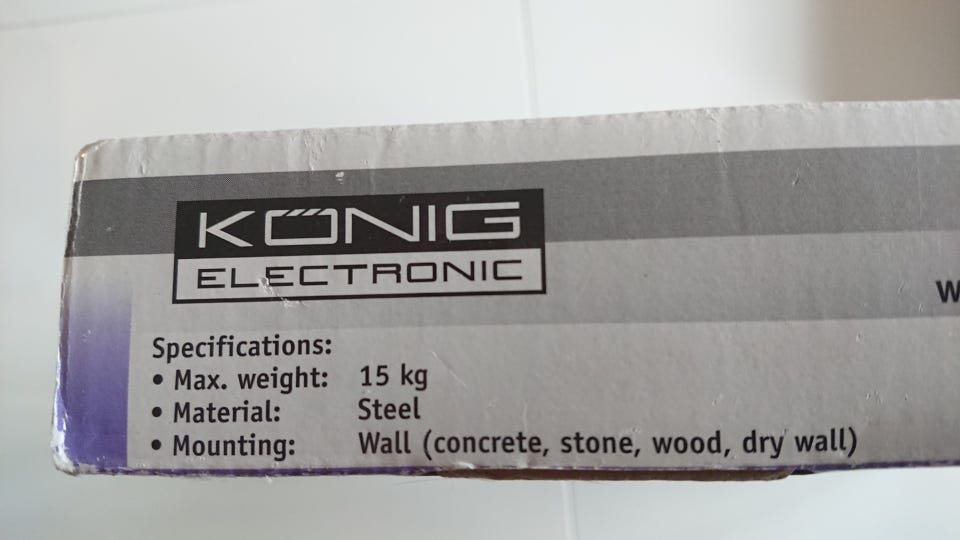 KÖNIG
ELECTRONIC
Specifications:
• Max. weight: 15 kg
• Material: Steel
• Mounting: Wall (concrete, stone, wood, dry wall)